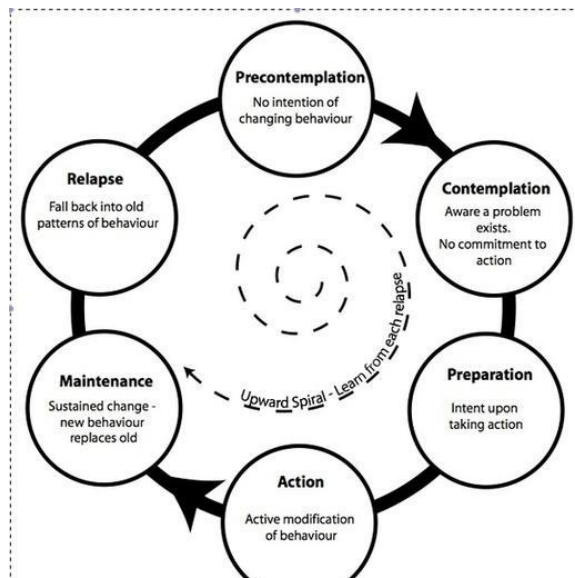 Precontemplation
No intention of
changing behaviour
Contemplation
Aware a problem
exists.
No commitment to
action
Preparation
Intent upon
taking action
Action
Active modification
of behaviour
Maintenance
Sustained change -
new behaviour
replaces old
Relapse
Fall back into old
patterns of behaviour
Upward Spiral - Learn from each relapse